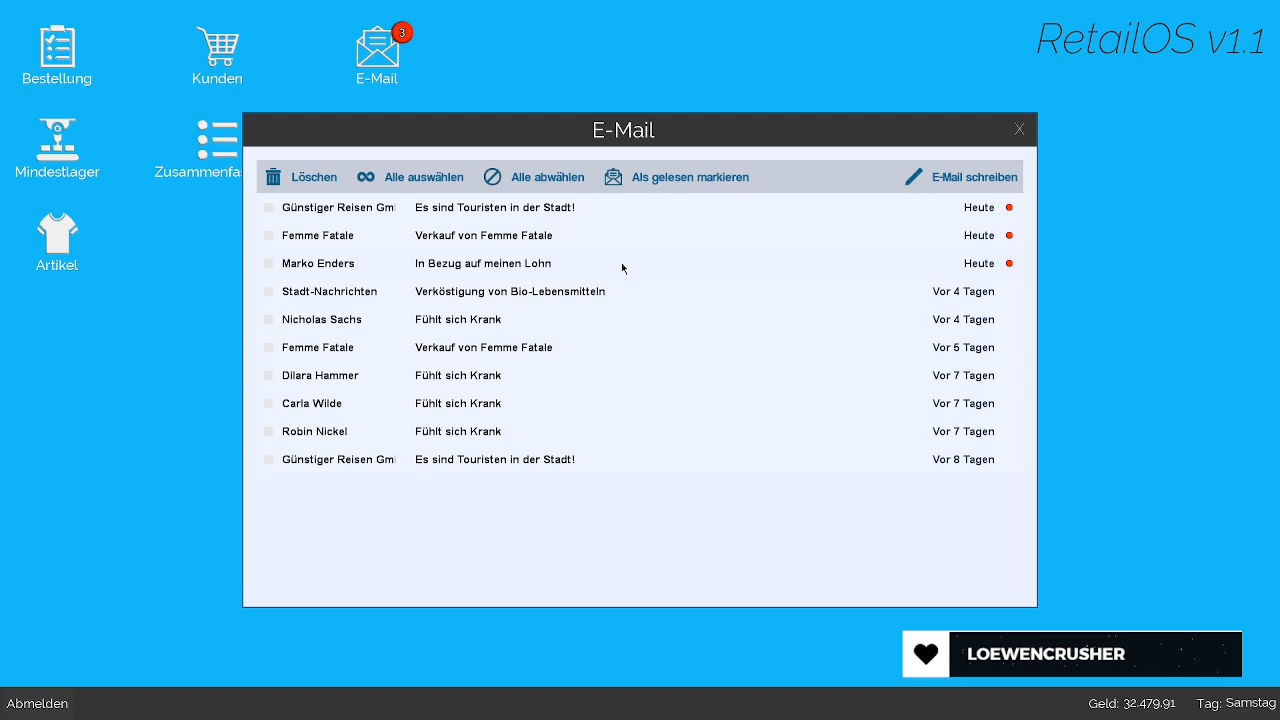 RetailOS v1.1
Bestellung
Kunden
3
E-Mail
Mindestlager
Artikel
E-Mail
X
Löschen Alle auswählen Alle abwählen Als gelesen markieren E-Mail schreiben
Günstiger Reisen Es sind Touristen in der Stadt! Heute
Femme Fatale Verkauf von Femme Fatale Heute
Marko Enders In Bezug auf meinen Lohn Heute
Stadt-Nachrichten Verköstigung von Bio-Lebensmitteln Vor 4 Tagen
Nicholas Sachs Fühlt sich Krank Vor 4 Tagen
Femme Fatale Verkauf von Femme Fatale Vor 5 Tagen
Dilara Hammer Fühlt sich Krank Vor 7 Tagen
Carla Wilde Fühlt sich Krank Vor 7 Tagen
Robin Nickel Fühlt sich Krank Vor 7 Tagen
Günstiger Reisen Es sind Touristen in der Stadt! Vor 8 Tagen
LOEWENCRUSHER
Abmelden Geld: 32.479.91 Tag: Samstag